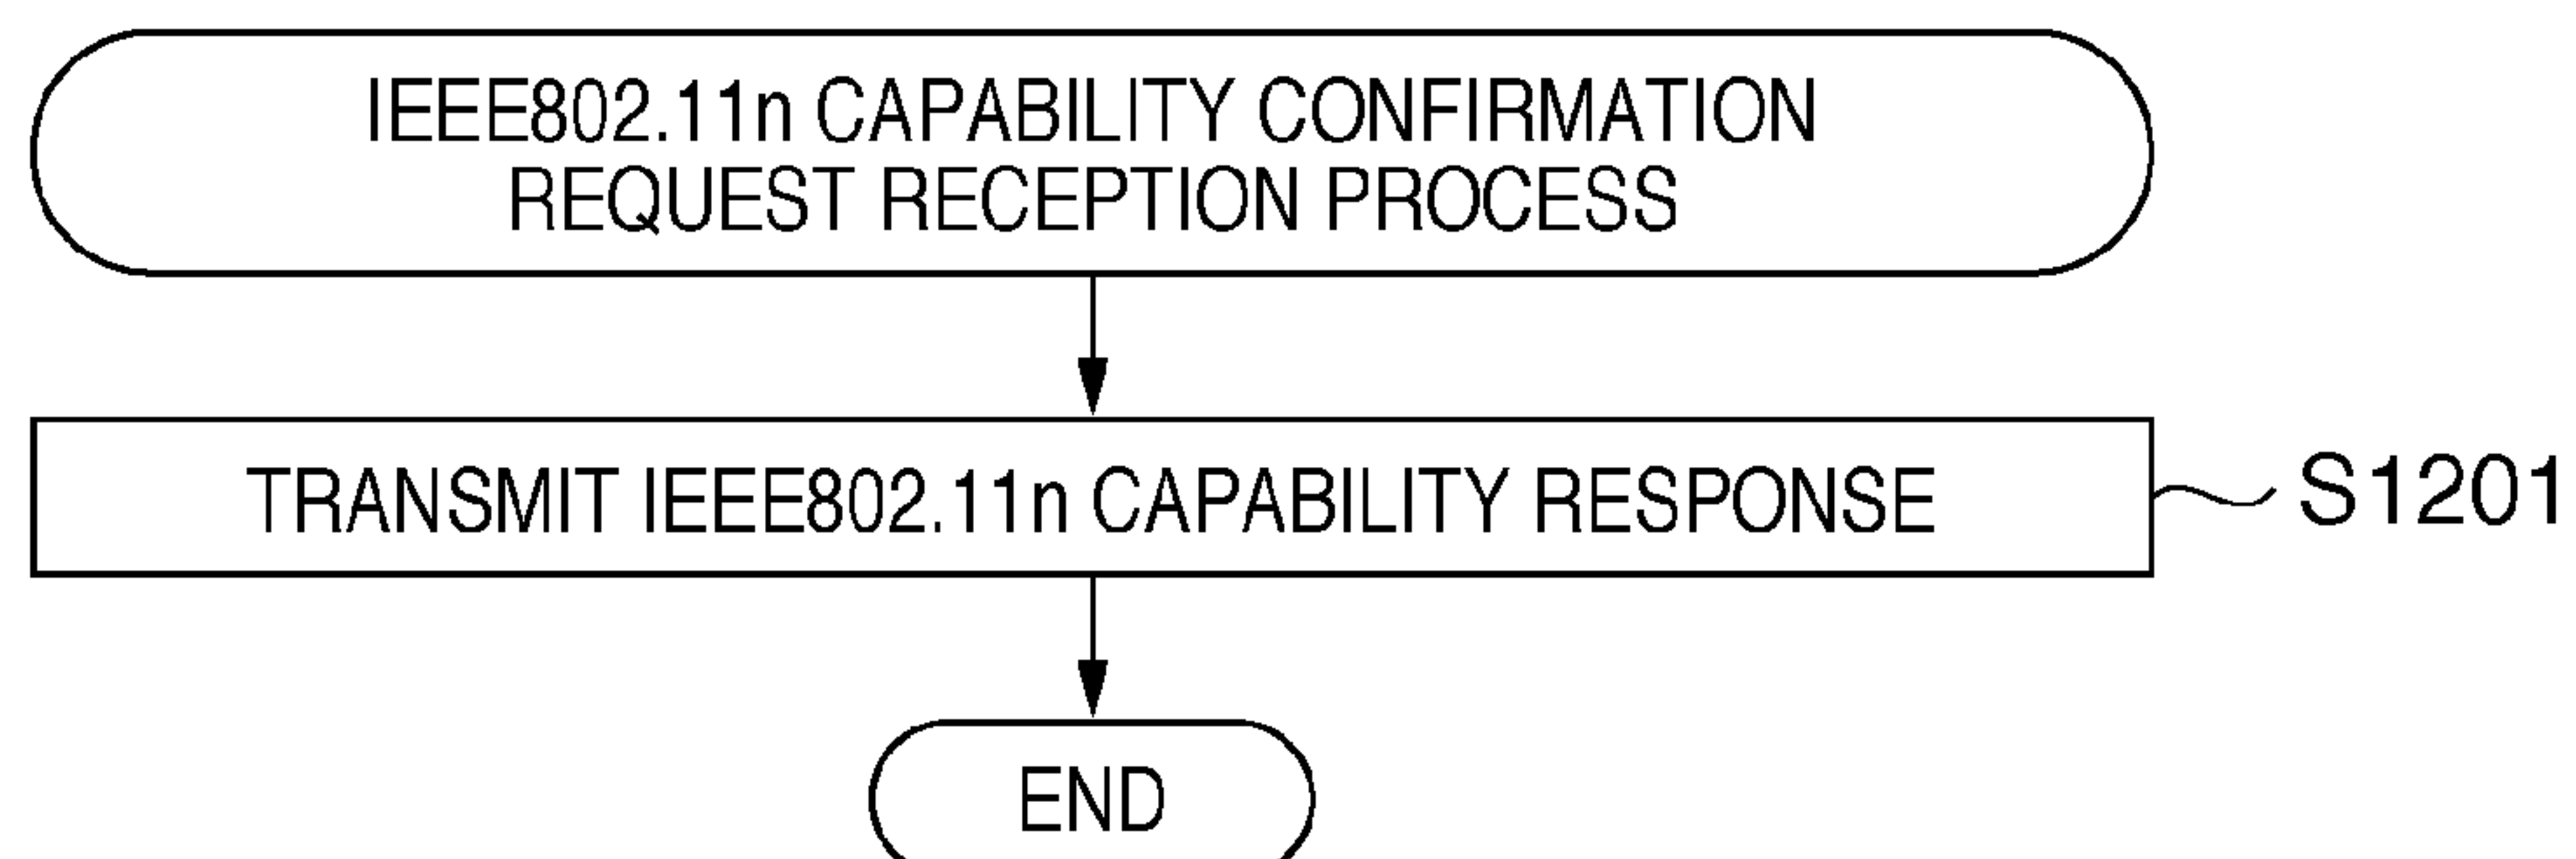 IEEE802.11n CAPABILITY CONFIRMATION
REQUEST RECEPTION PROCESS
TRANSMIT IEEE802.11n CAPABILITY RESPONSE
S1201
END